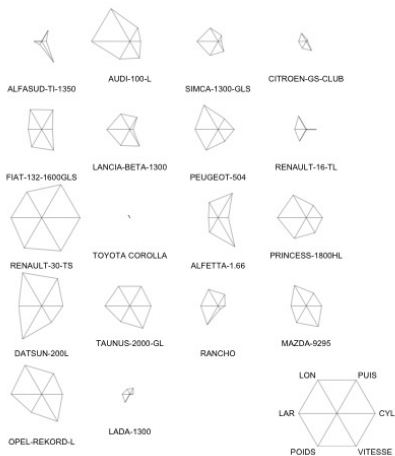 ALFASUD-TI-1350
AUDI-100-L
SIMCA-1300-GLS
CITROEN-GS-CLUB
FIAT-132-1600GLS
LANCIA-BETA-1300
PEUGEOT-504
RENAULT-16-TL
RENAULT-30-TS
TOYOTA COROLLA
ALFETTA-1.66
PRINCESS-1800HL
DATSUN-200L
TAUNUS-2000-GL
RANCHO
MAZDA-9295
OPEL-REKORD-L
LADA-1300
LON
PUIS
LAR
CYL
POIDS
VITESSE